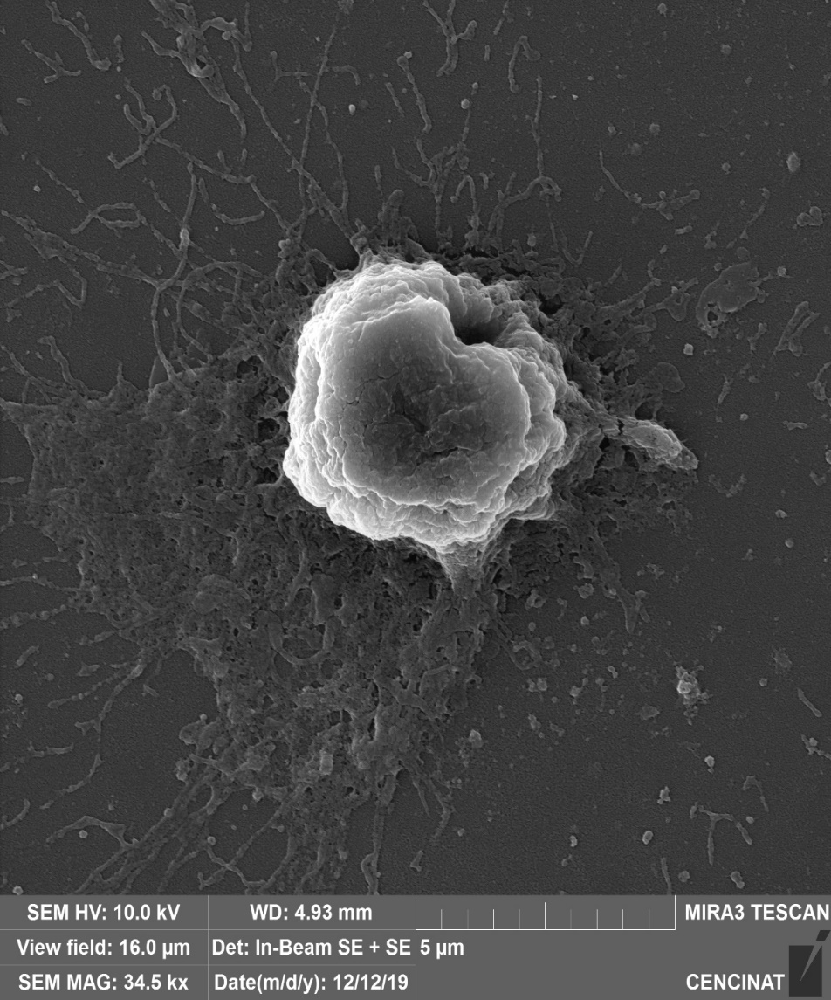 SEM HV: 10.0 kV
WD: 4.93 mm
MIRA3 TESCAN
View field: 16.0 µm
Det: In-Beam SE + SE
5 µm
SEM MAG: 34.5 kx
Date(m/d/y): 12/12/19
CENCINAT